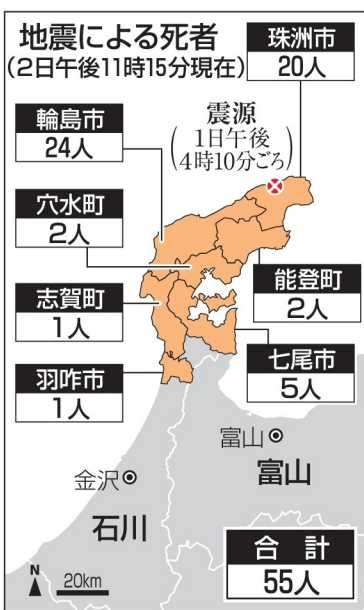 地震による死者
(2日午後11時15分現在)
珠洲市
20人
輪島市
24人
震源
(1日午後
4時10分ごろ)
穴水町
2人
能登町
2人
志賀町
1人
七尾市
5人
羽咋市
1人
富山
富山
金沢
石川
合計
55人
N
20km